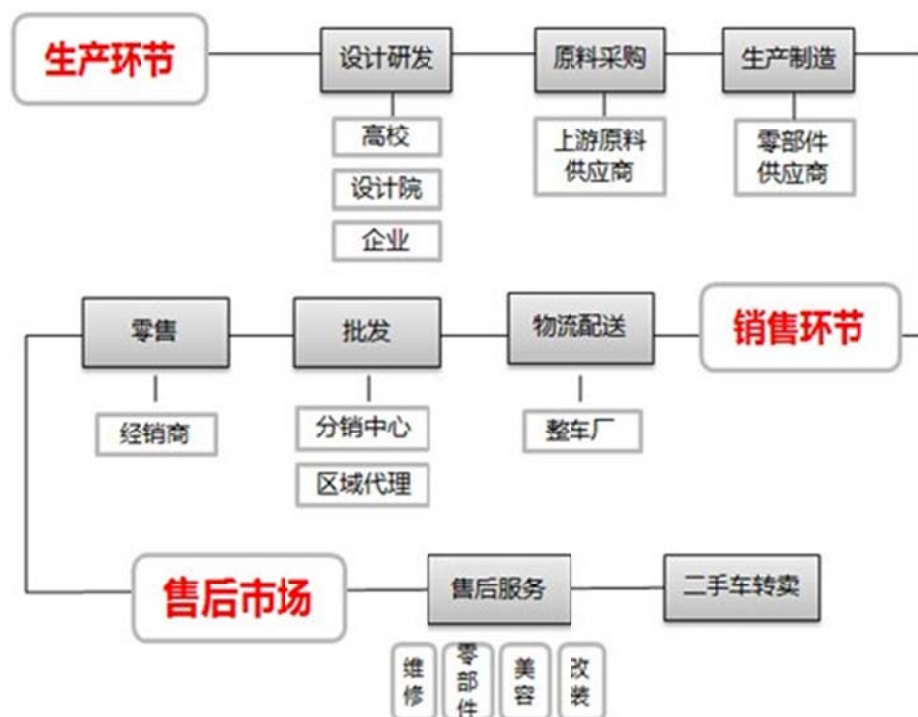 生产环节
设计研发
原料采购
生产制造
高校
设计院
企业
上游原料
供应商
零部件
供应商
零售
批发
物流配送
销售环节
经销商
分销中心
区域代理
整车厂
售后市场
售后服务
二手车转卖
维修
零部件
美容
改装